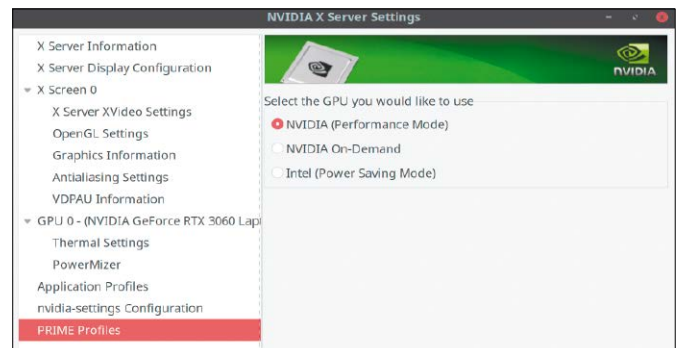 NVIDIA X Server Settings
X Server Information
X Server Display Configuration
X Screen 0
X Server XVideo Settings
OpenGL Settings
Graphics Information
Antialiasing Settings
VDPAU Information
GPU 0 - (NVIDIA GeForce RTX 3060 Lap
Thermal Settings
PowerMizer
Application Profiles
nvidia-settings Configuration
PRIME Profiles
NVIDIA
Select the GPU you would like to use
NVIDIA (Performance Mode)
NVIDIA On-Demand
Intel (Power Saving Mode)